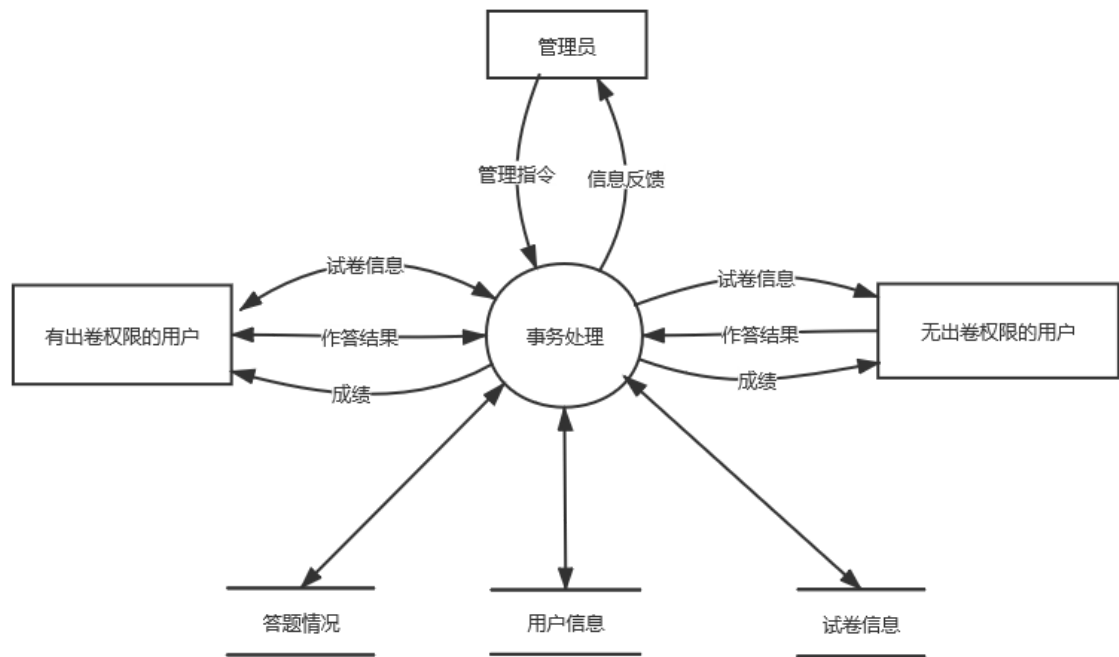 管理员
管理指令
信息反馈
试卷信息
试卷信息
有出卷权限的用户
作答结果
事务处理
作答结果
无出卷权限的用户
成绩
成绩
答题情况
用户信息
试卷信息